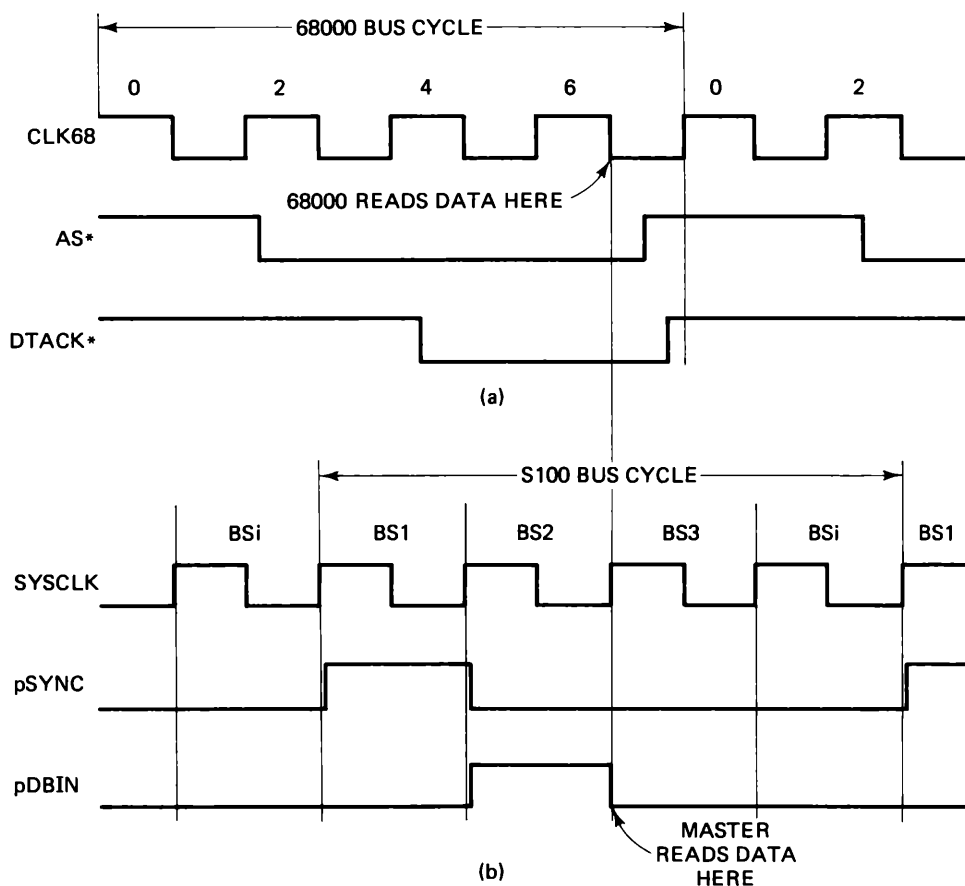 68000 BUS CYCLE
0 2 4 6 0 2
CLK68
68000 READS DATA HERE
AS*
DTACK*
(a)
S100 BUS CYCLE
BSi BS1 BS2 BS3 BSi BS1
SYSCLK
pSYNC
pDBIN
MASTER
READS DATA
HERE
(b)